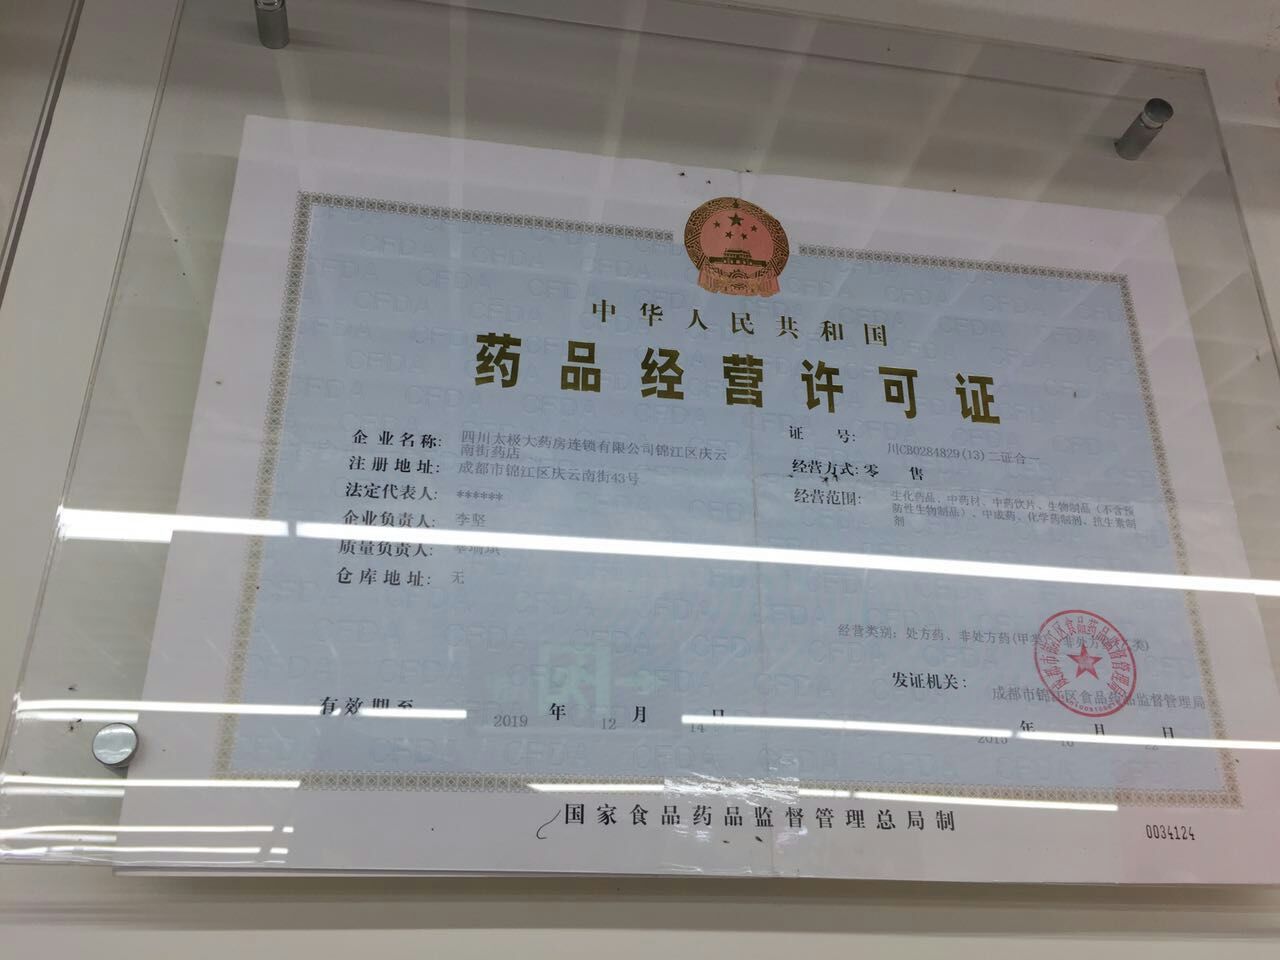 中华人民共和国
药品经营许可证
企业名称: 四川太极大药房连锁有限公司锦江区庆云
南街药店
注册地址: 成都市锦江区庆云南街43号
法定代表人: ******
企业负责人: 李坚
质量负责人:
仓库地址: 无
证 号: 川CB0284829(13)二证合一
经营方式: 零 售
经营范围: 生化药品、中药材、中药饮片、生物制品（不含预
防性生物制品）、中成药、化学药制剂、抗生素制
剂
经营类别: 处方药、非处方药(甲 非处方 类)
发证机关: 成都市锦江区食品药品监督管理局
有效期至 2019 年 12 月 14 日
年 月 日
国家食品药品监督管理总局制
0034124